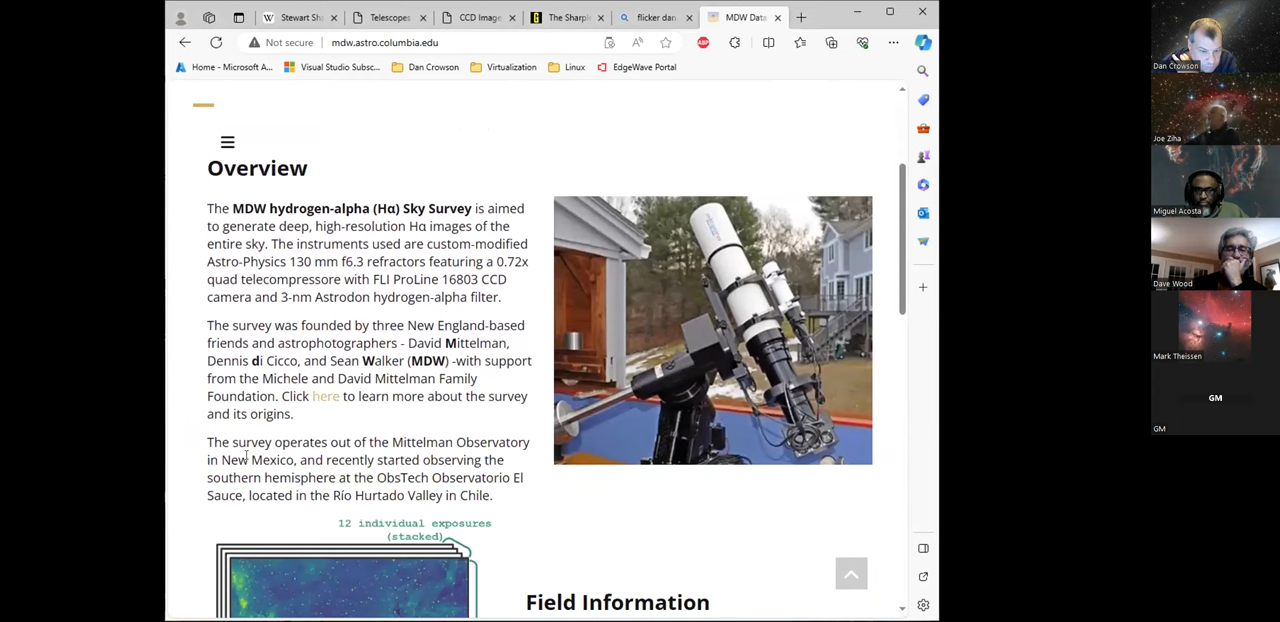 Stewart Sh
Telescopes
CCD Image
The Sharpl
flicker dan
MDW Data
Not secure
mdw.astro.columbia.edu
Home - Microsoft A...
Visual Studio Subsc...
Dan Crowson
Virtualization
Linux
EdgeWave Portal
Overview
The MDW hydrogen-alpha (Hα) Sky Survey is aimed
to generate deep, high-resolution Hα images of the
entire sky. The instruments used are custom-modified
Astro-Physics 130 mm f6.3 refractors featuring a 0.72x
quad telecompressore with FLI ProLine 16803 CCD
camera and 3-nm Astrodon hydrogen-alpha filter.
The survey was founded by three New England-based
friends and astrophotographers - David Mittelman,
Dennis di Cicco, and Sean Walker (MDW) -with support
from the Michele and David Mittelman Family
Foundation. Click here to learn more about the survey
and its origins.
The survey operates out of the Mittelman Observatory
in New Mexico, and recently started observing the
southern hemisphere at the ObsTech Observatorio El
Sauce, located in the Río Hurtado Valley in Chile.
12 individual exposures
(stacked)
Field Information
Dan Crowson
Joe Ziha
Miguel Acosta
Dave Wood
Mark Theissen
GM
GM